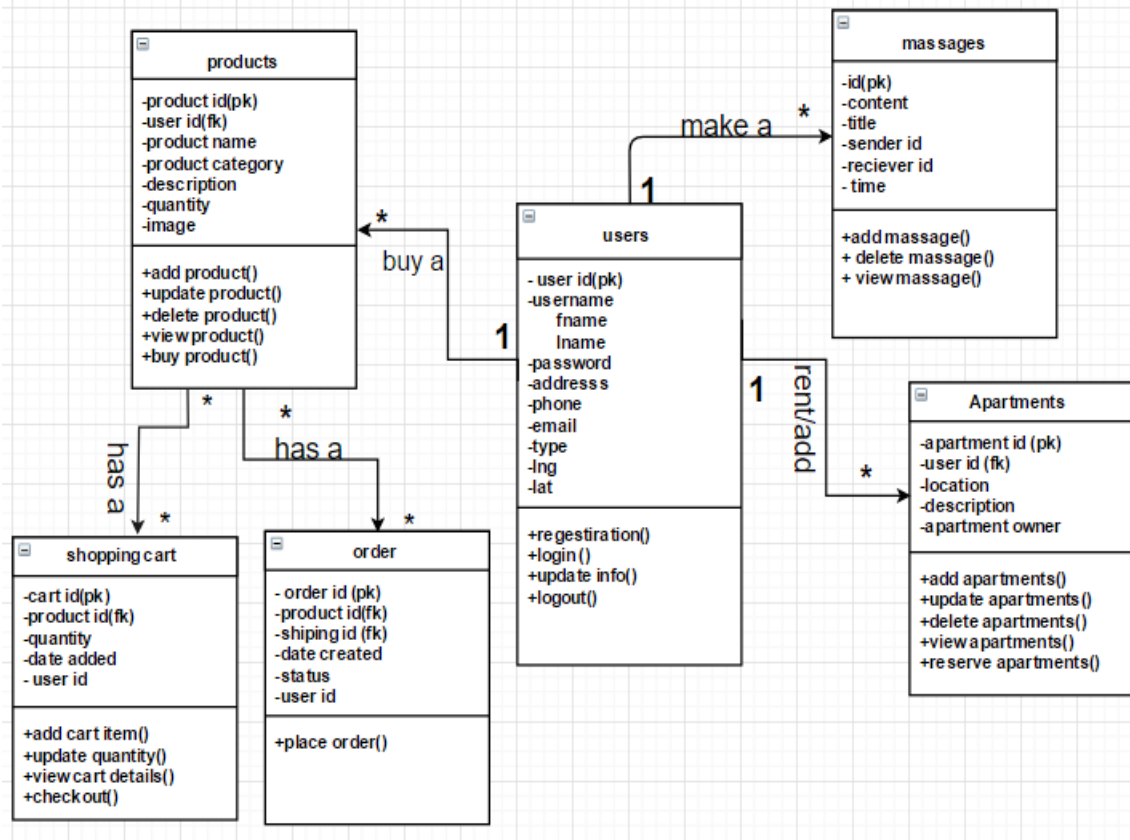 products
-product id(pk)
-user id(fk)
-product name
-product category
-description
-quantity
-image
+add product()
+update product()
+delete product()
+view product()
+buy product()
massages
-id(pk)
-content
-title
-sender id
-reciever id
- time
+add massage()
+ delete massage()
+ view massage()
make a
*
1
users
- user id(pk)
-username
fname
lname
-password
-addresss
-phone
-email
-type
-lng
-lat
+regestiration()
+login ()
+update info()
+logout()
*
buy a
1
1
rent/add
*
Apartments
-apartment id (pk)
-user id (fk)
-location
-description
-apartment owner
+add apartments()
+update apartments()
+delete apartments()
+view apartments()
+reserve apartments()
*
has a
*
*
has a
*
shopping cart
-cart id(pk)
-product id(fk)
-quantity
-date added
- user id
+add cart item()
+update quantity()
+view cart details()
+checkout()
order
- order id (pk)
-product id(fk)
-shiping id (fk)
-date created
-status
-user id
+place order()